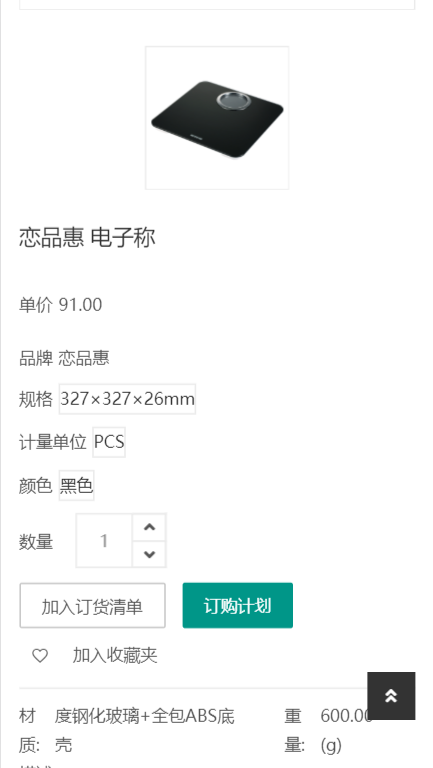 恋品惠 电子称
单价 91.00
品牌 恋品惠
规格 327×327×26mm
计量单位 PCS
颜色 黑色
数量 1
加入订货清单 订购计划
加入收藏夹
材 度钢化玻璃+全包ABS底 重 600.00
质: 壳 量: (g)